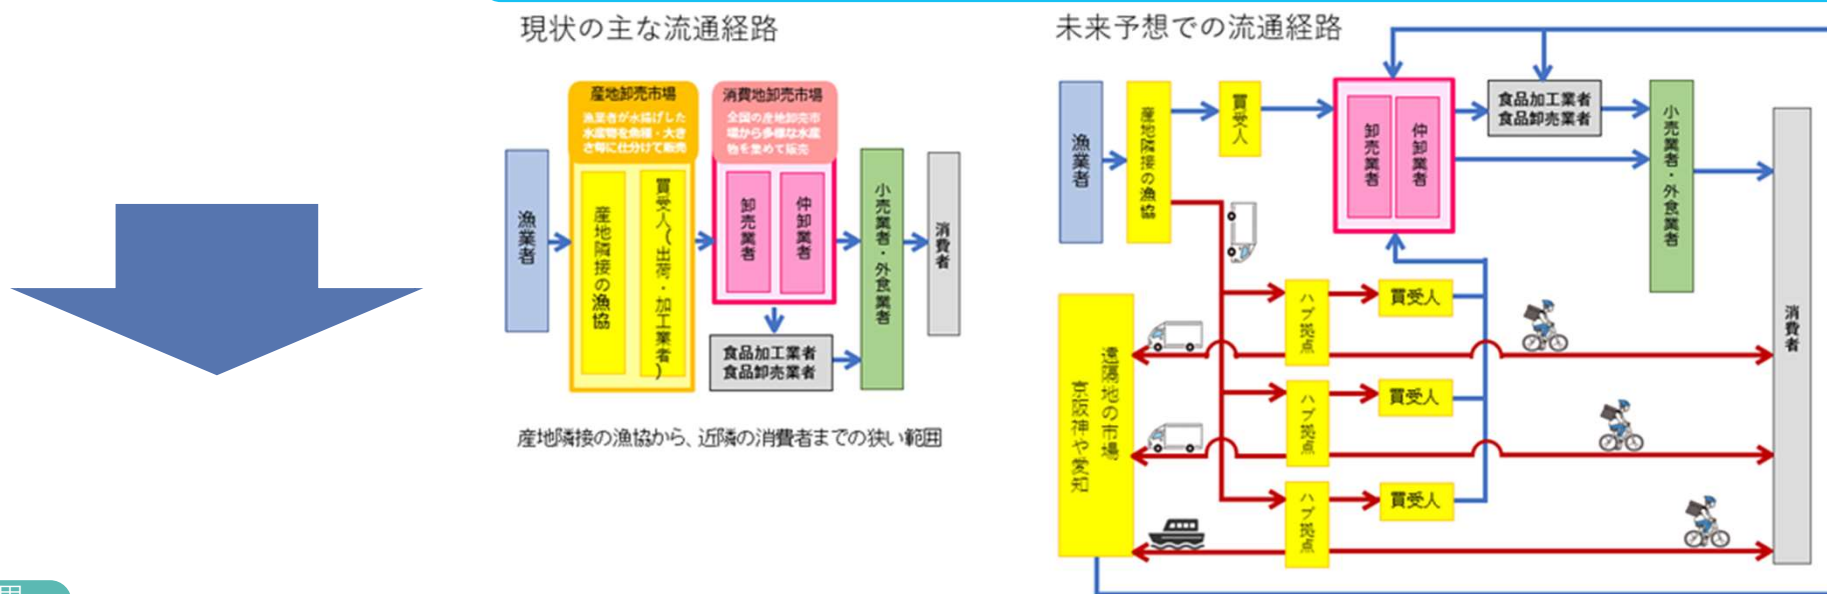 現状の主な流通経路
産地卸売市場
漁業者が水揚げした
水産物を魚種・大き
さ毎に仕分けて販売
消費地卸売市場
全国の産地卸売市
場から多様な水産
物を集めて販売
漁業者
産地隣接の漁協
買受人(出荷・加工業者)
卸売業者
仲卸業者
食品加工業者
食品卸売業者
小売業者・外食業者
消費者
産地隣接の漁協から、近隣の消費者までの狭い範囲
未来予想での流通経路
漁業者
産地隣接の漁協
買受人
卸売業者
仲卸業者
食品加工業者
食品卸売業者
小売業者・外食業者
消費者
ハブ施設
買受人
ハブ施設
買受人
ハブ施設
買受人
遠隔地の市場
京阪神や愛知